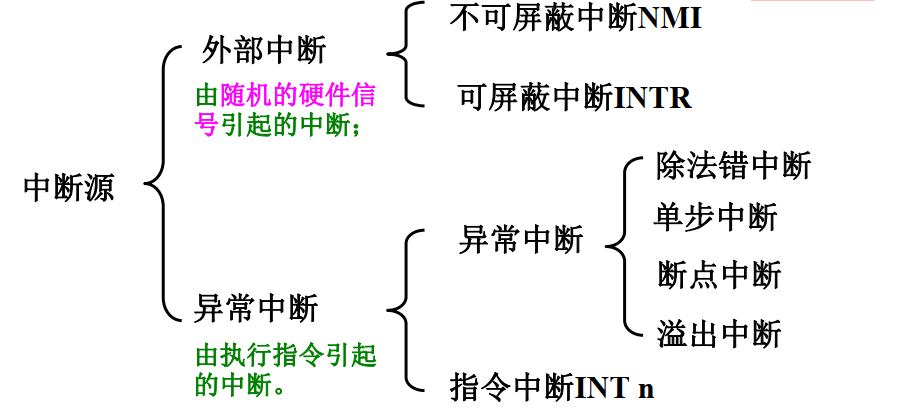 不可屏蔽中断NMI
外部中断
由随机的硬件信
号引起的中断；
可屏蔽中断INTR
中断源
除法错中断
单步中断
异常中断
断点中断
溢出中断
异常中断
由执行指令引起
的中断。
指令中断INT n